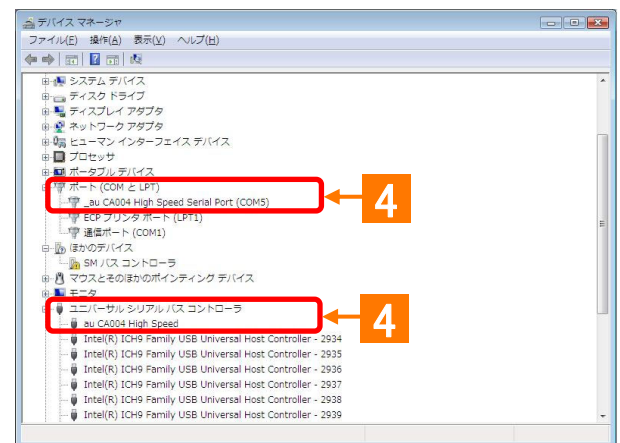 デバイス マネージャ
ファイル(F) 操作(A) 表示(V) ヘルプ(H)
システム デバイス
ディスク ドライブ
ディスプレイ アダプタ
ネットワーク アダプタ
ヒューマン インターフェイス デバイス
プロセッサ
ポータブル デバイス
ポート (COM と LPT)
_au CA004 High Speed Serial Port (COM5)
4
ECP プリンタ ポート (LPT1)
通信ポート (COM1)
ほかのデバイス
SM バス コントローラ
マウスとそのほかのポインティング デバイス
モニタ
ユニバーサル シリアル バス コントローラ
au CA004 High Speed
4
Intel(R) ICH9 Family USB Universal Host Controller - 2934
Intel(R) ICH9 Family USB Universal Host Controller - 2935
Intel(R) ICH9 Family USB Universal Host Controller - 2936
Intel(R) ICH9 Family USB Universal Host Controller - 2937
Intel(R) ICH9 Family USB Universal Host Controller - 2938
Intel(R) ICH9 Family USB Universal Host Controller - 2939